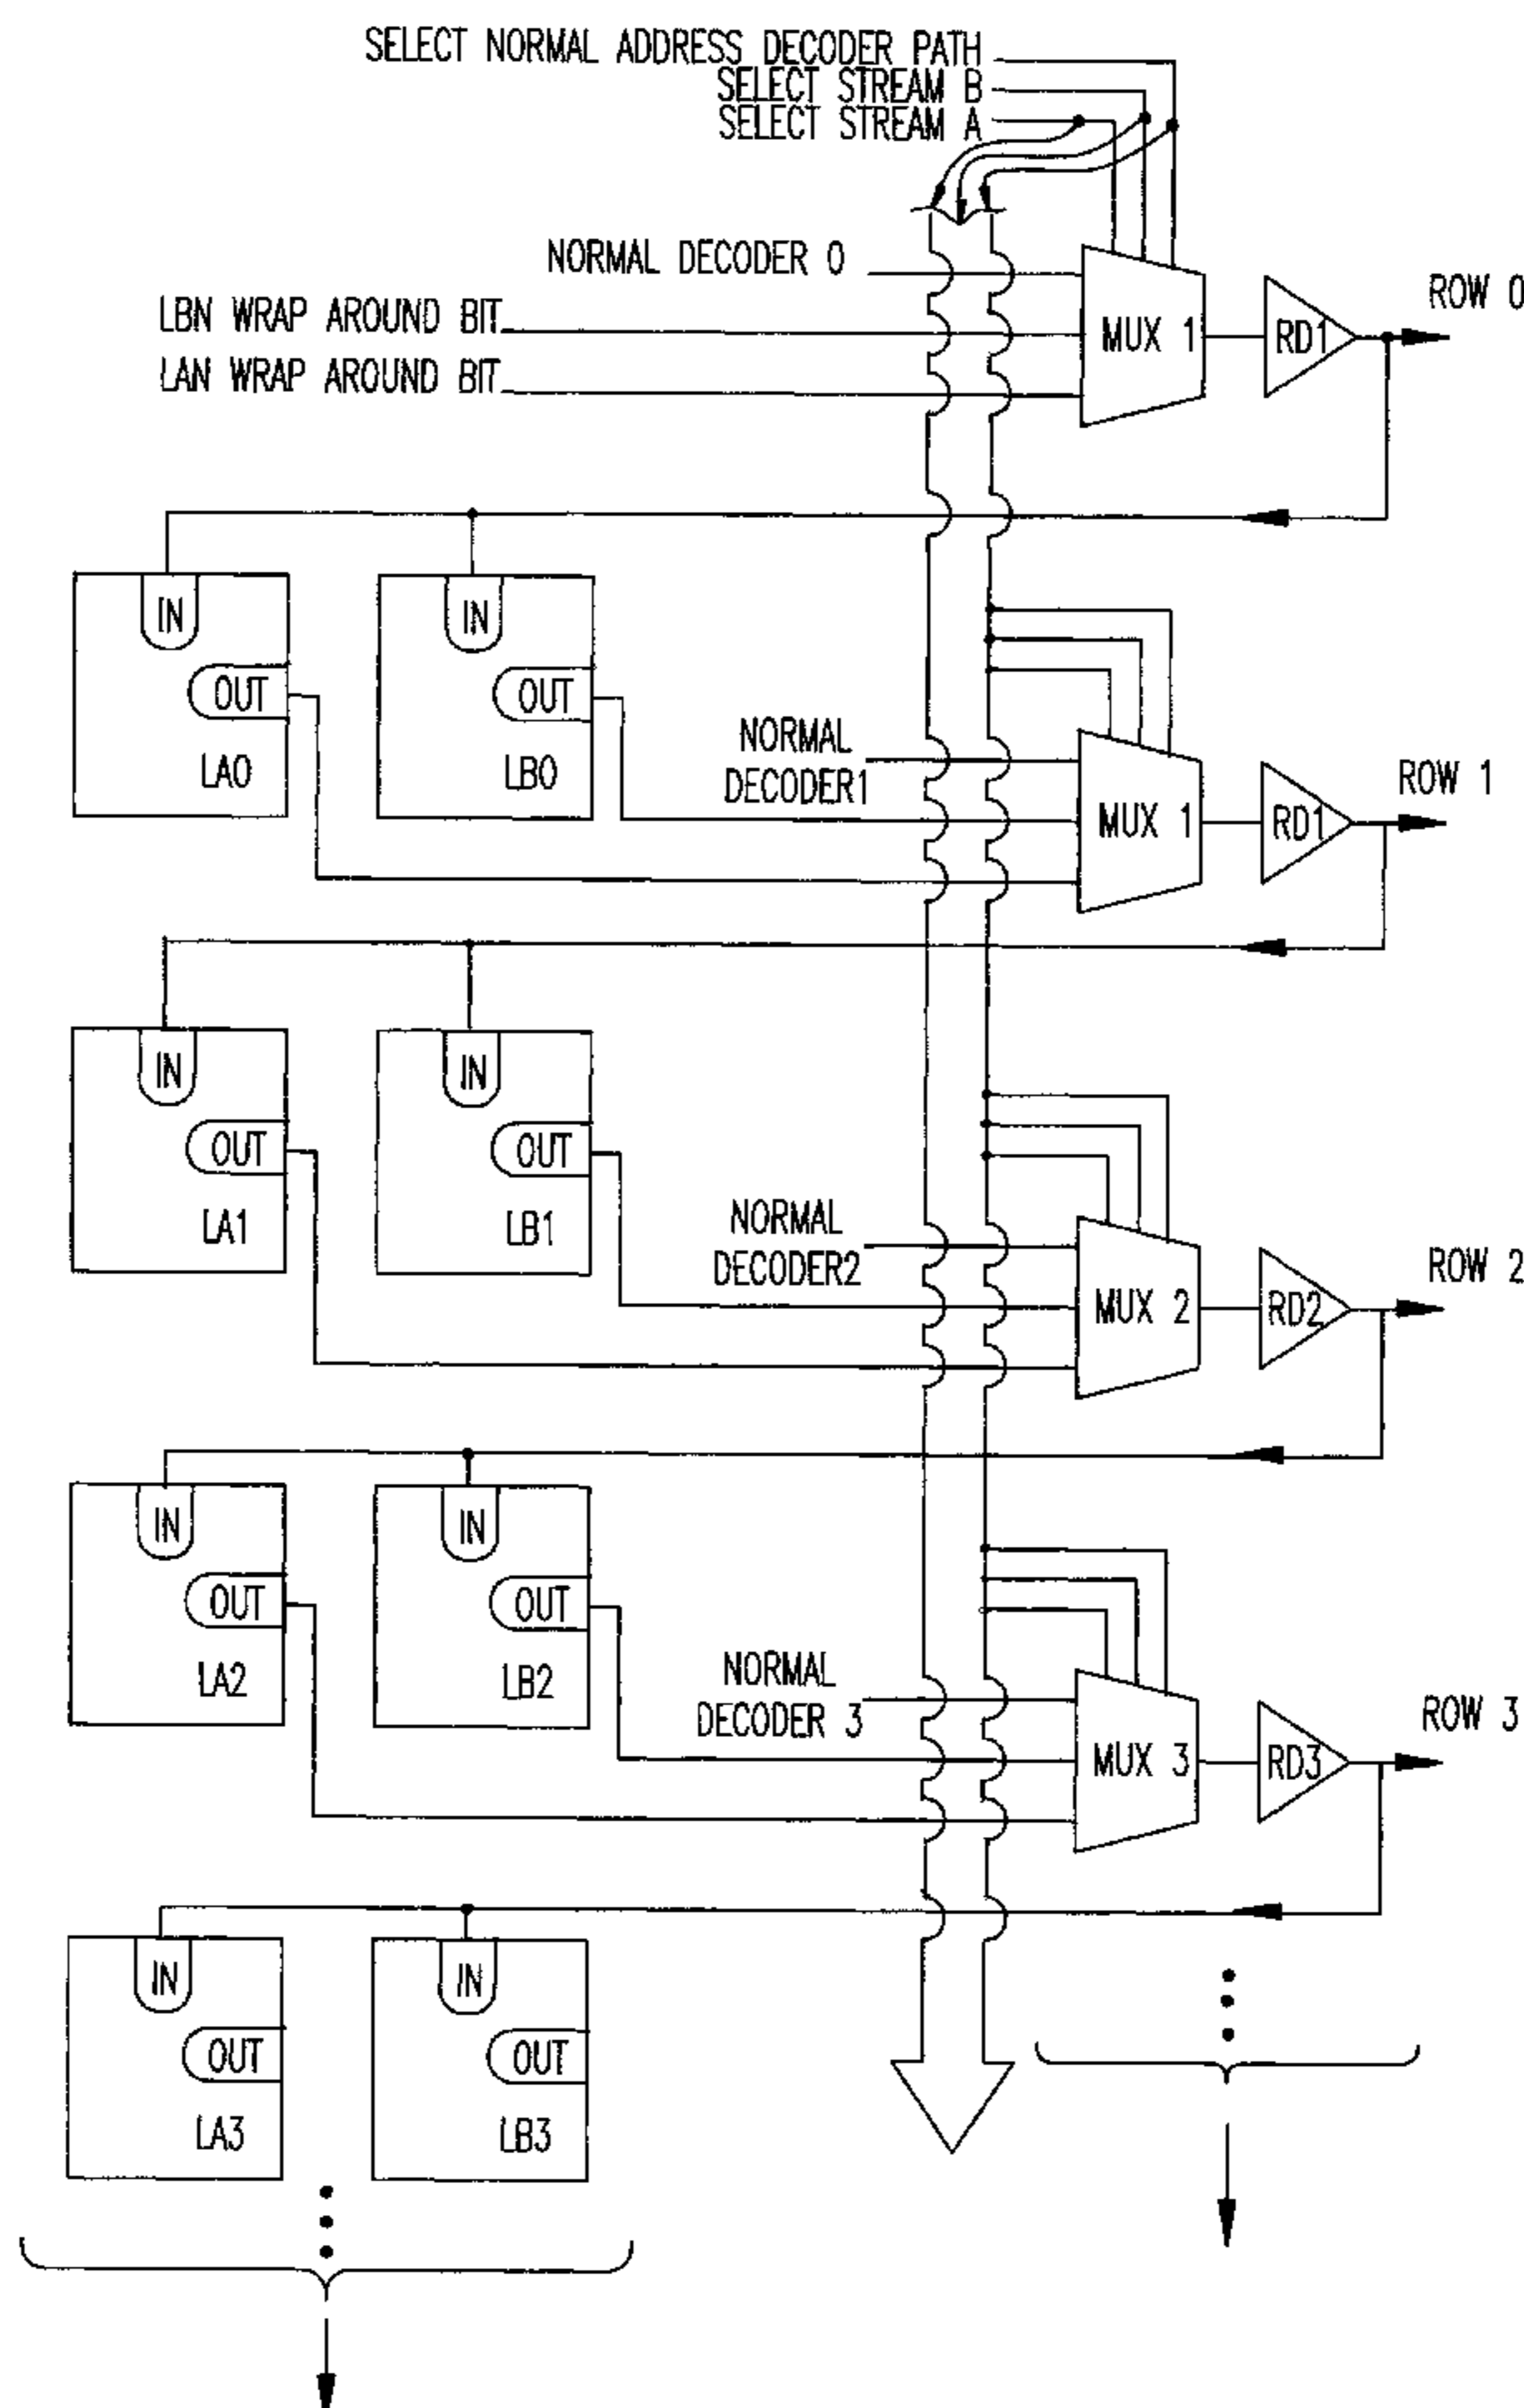 SELECT NORMAL ADDRESS DECODER PATH
SELECT STREAM B
SELECT STREAM A
NORMAL DECODER 0
LBN WRAP AROUND BIT
LAN WRAP AROUND BIT
MUX 1
RD1
ROW 0
IN
OUT
LA0
IN
OUT
LB0
NORMAL
DECODER1
MUX 1
RD1
ROW 1
IN
OUT
LA1
IN
OUT
LB1
NORMAL
DECODER2
MUX 2
RD2
ROW 2
IN
OUT
LA2
IN
OUT
LB2
NORMAL
DECODER 3
MUX 3
RD3
ROW 3
IN
OUT
LA3
IN
OUT
LB3